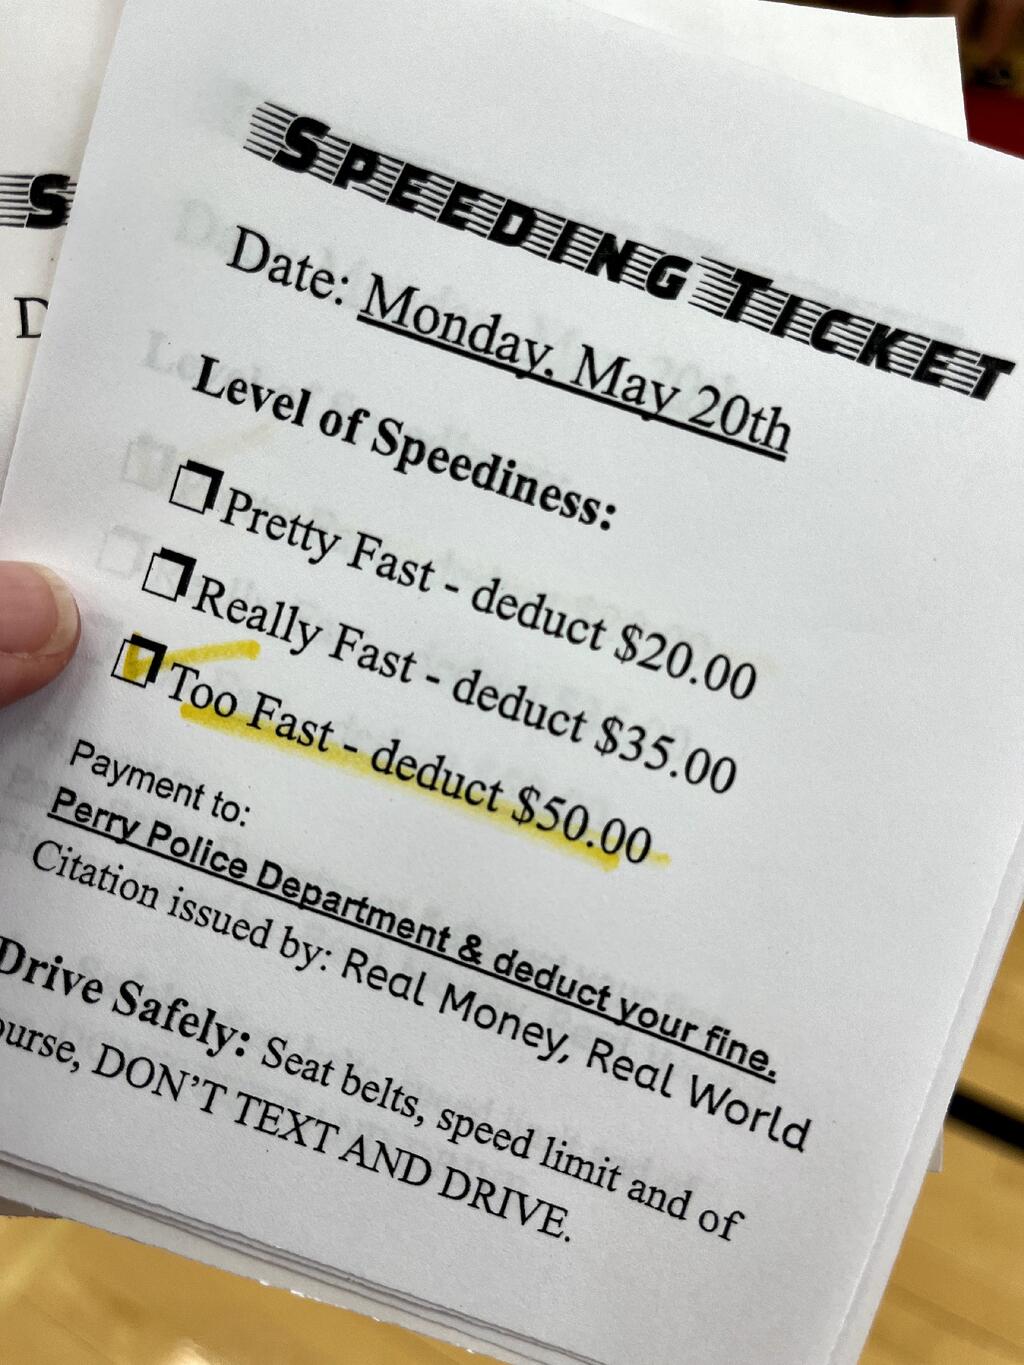 SPEEDING TICKET
Date: Monday, May 20th
Level of Speediness:
❒ Pretty Fast - deduct $20.00
❒ Really Fast - deduct $35.00
❒ Too Fast - deduct $50.00
Payment to:
Perry Police Department & deduct your fine.
Citation issued by: Real Money, Real World
Drive Safely: Seat belts, speed limit and of
ourse, DON'T TEXT AND DRIVE.
S
D